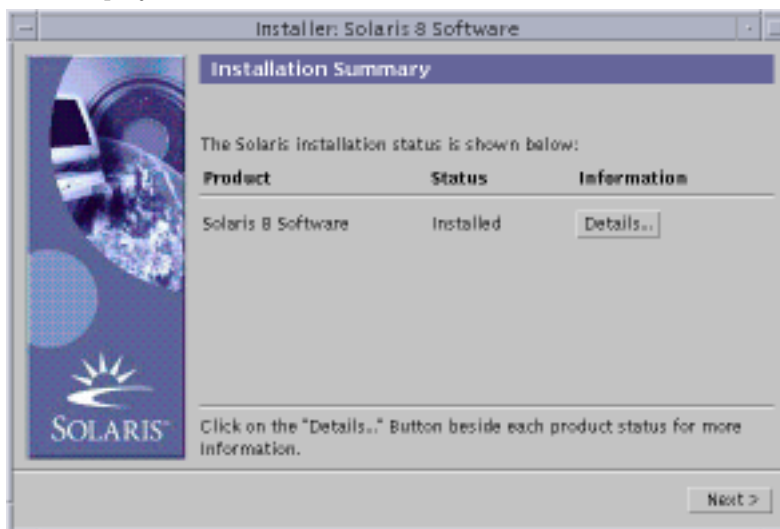 Installer: Solaris 8 Software
Installation Summary
The Solaris installation status is shown below:
Product Status Information
Solaris 8 Software Installed Details...
SOLARIS™
Click on the "Details..." Button beside each product status for more
Information.
Next >